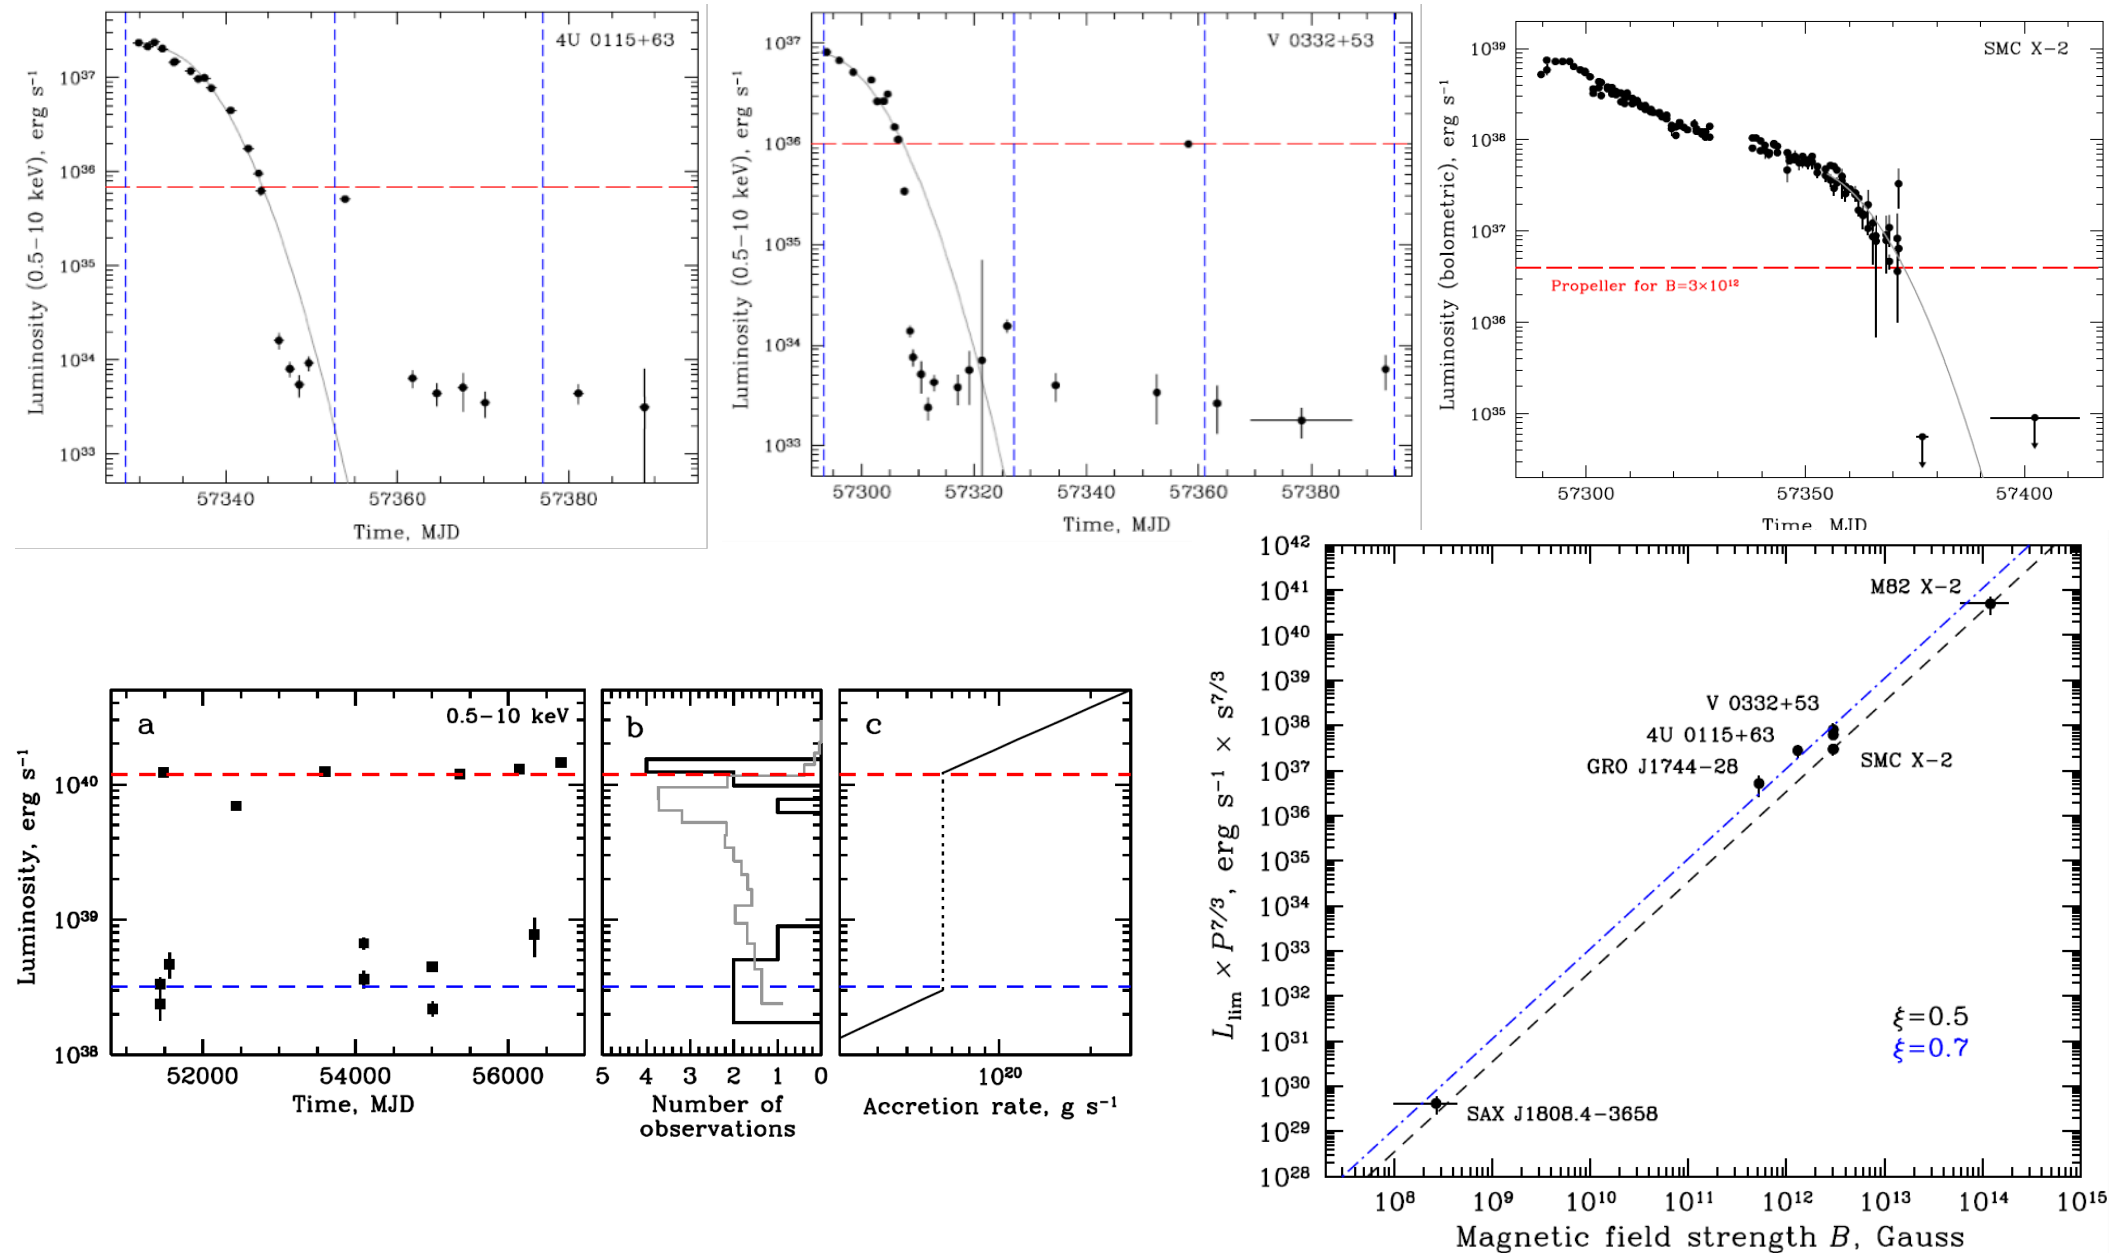 4U 0115+63
Luminosity (0.5−10 keV), erg s⁻¹
10³⁷
10³⁶
10³⁵
10³⁴
10³³
57340 57360 57380
Time, MJD
V 0332+53
Luminosity (0.5−10 keV), erg s⁻¹
10³⁷
10³⁶
10³⁵
10³⁴
10³³
57300 57320 57340 57360 57380
Time, MJD
SMC X−2
Luminosity (bolometric), erg s⁻¹
10³⁹
10³⁸
10³⁷
Propeller for B=3×10¹²
10³⁶
10³⁵
57300 57350 57400
Time, MJD
a 0.5−10 keV
Luminosity, erg s⁻¹
10⁴⁰
10³⁹
10³⁸
52000 54000 56000
Time, MJD
b
5 4 3 2 1 0
Number of
observations
c
10²⁰
Accretion rate, g s⁻¹
L_lim × P^7/3, erg s⁻¹ × s^7/3
10⁴²
10⁴¹
10⁴⁰
10³⁹
10³⁸
10³⁷
10³⁶
10³⁵
10³⁴
10³³
10³²
10³¹
10³⁰
10²⁹
10²⁸
M82 X−2
V 0332+53
4U 0115+63
GRO J1744−28
SMC X−2
ξ=0.5
ξ=0.7
SAX J1808.4−3658
10⁸ 10⁹ 10¹⁰ 10¹¹ 10¹² 10¹³ 10¹⁴ 10¹⁵
Magnetic field strength B, Gauss